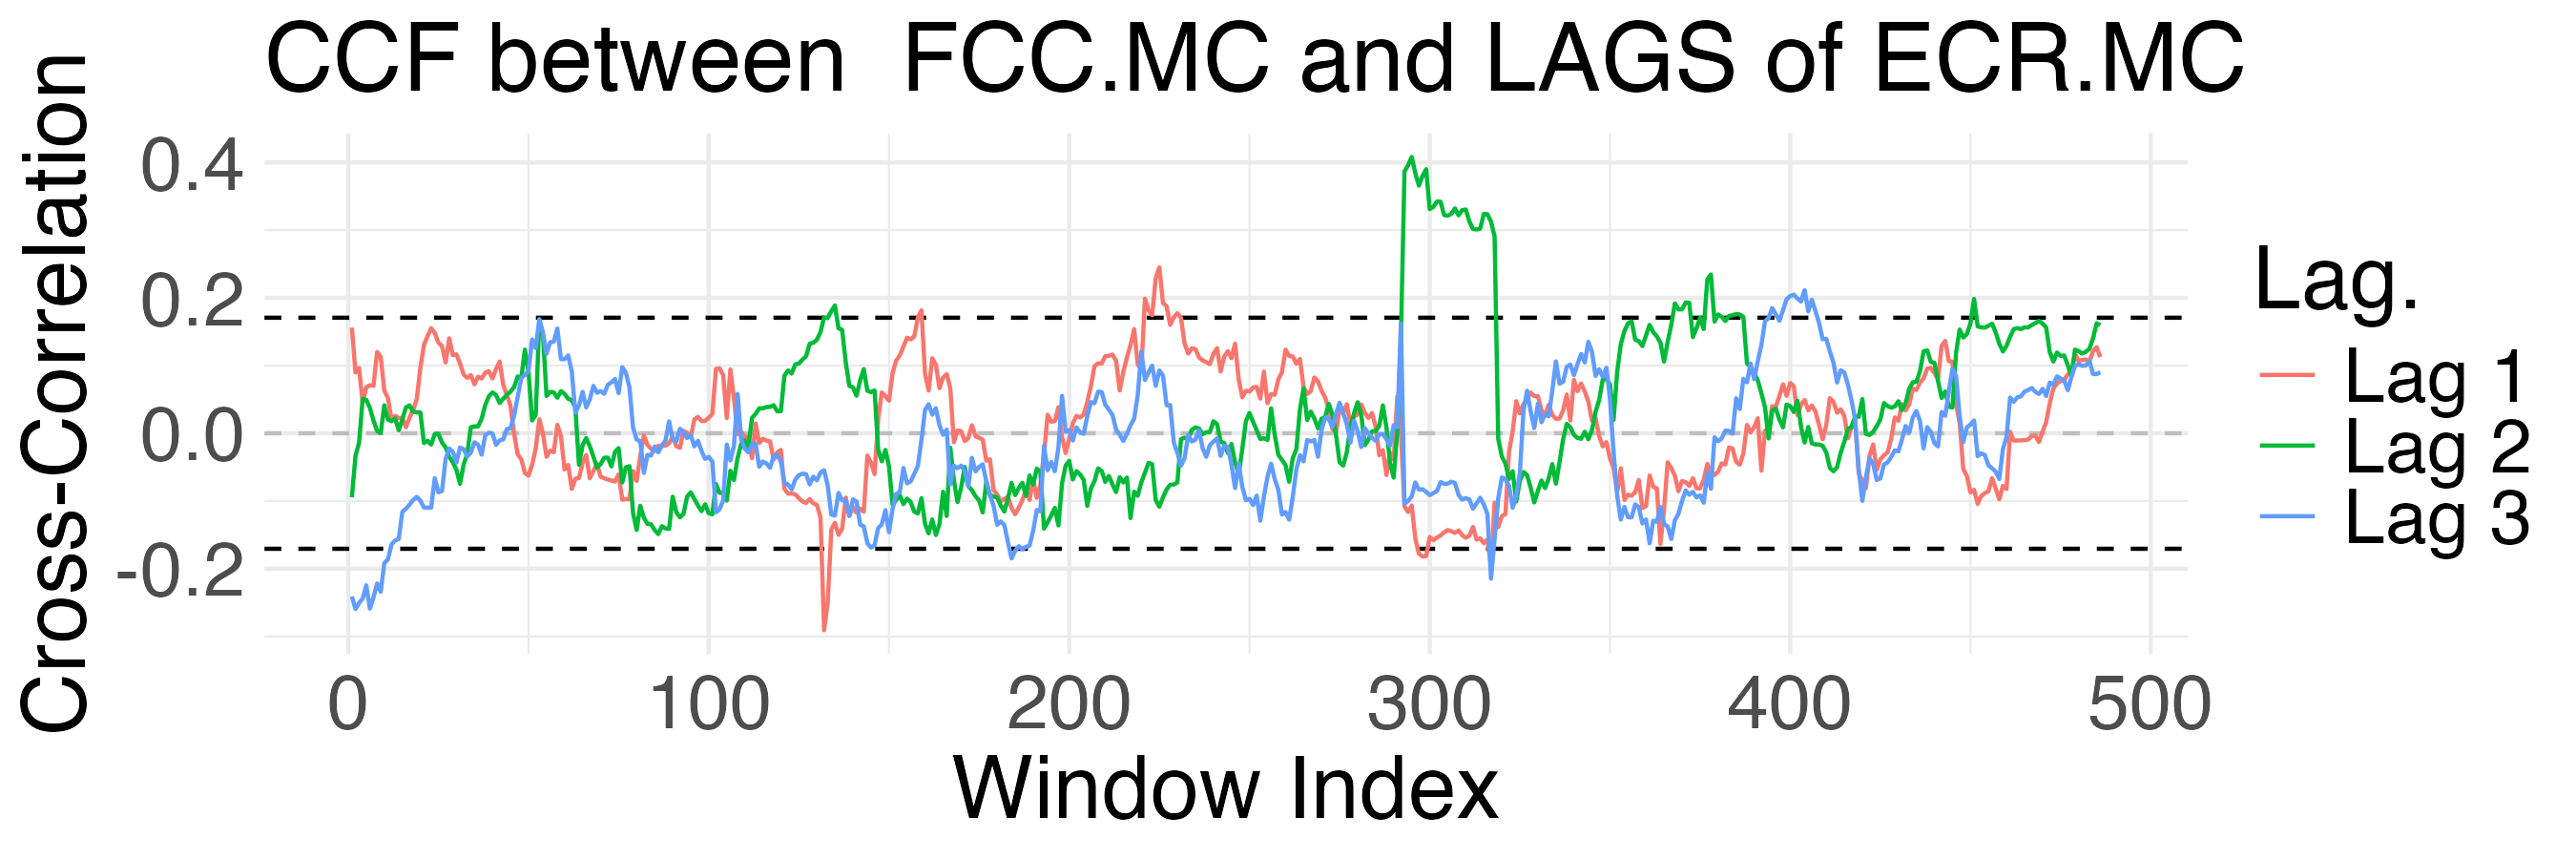 CCF between  FCC.MC and LAGS of ECR.MC
Cross-Correlation
0.4
0.2
0.0
-0.2
0
100
200
300
400
500
Window Index
Lag.
Lag 1
Lag 2
Lag 3